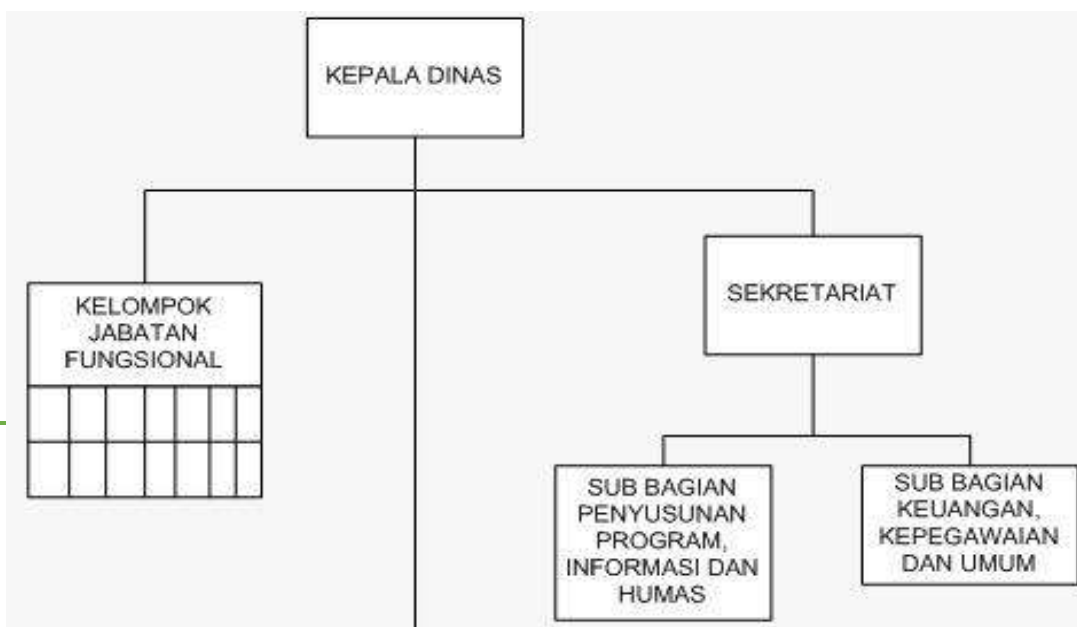 KEPALA DINAS
KELOMPOK
JABATAN
FUNGSIONAL
SEKRETARIAT
SUB BAGIAN
PENYUSUNAN
PROGRAM,
INFORMASI DAN
HUMAS
SUB BAGIAN
KEUANGAN,
KEPEGAWAIAN
DAN UMUM